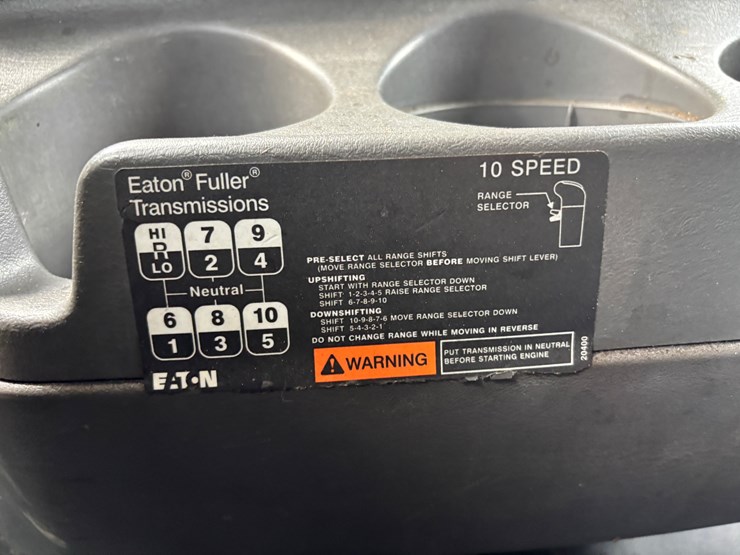 Eaton® Fuller®
Transmissions
10 SPEED
RANGE
SELECTOR
HI 7 9
R
LO 2 4
Neutral
6 8 10
1 3 5
EATON
PRE-SELECT ALL RANGE SHIFTS
(MOVE RANGE SELECTOR BEFORE MOVING SHIFT LEVER)
UPSHIFTING
START WITH RANGE SELECTOR DOWN
SHIFT 1-2-3-4-5 RAISE RANGE SELECTOR
SHIFT 6-7-8-9-10
DOWNSHIFTING
SHIFT 10-9-8-7-6 MOVE RANGE SELECTOR DOWN
SHIFT 5-4-3-2-1
DO NOT CHANGE RANGE WHILE MOVING IN REVERSE
WARNING
PUT TRANSMISSION IN NEUTRAL
BEFORE STARTING ENGINE
20400